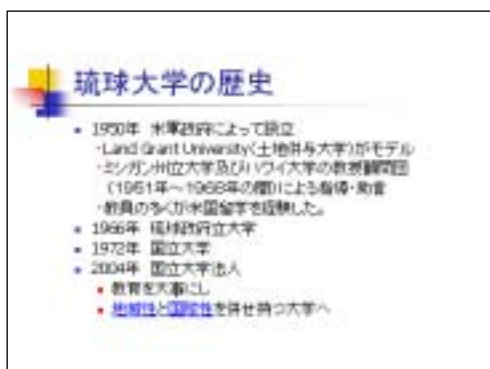 琉球大学の歴史
1950年 米軍政府によって設立
・Land Grant University(土地併与大学)がモデル
・ミシガン州立大学及びハワイ大学の教授顧問団
(1951年~1968年の間)による指導・助言
・教員の多くが米国留学を経験した。
1966年 琉球政府立大学
1972年 国立大学
2004年 国立大学法人
教育を大事にし
地域性と国際性を併せ持つ大学へ